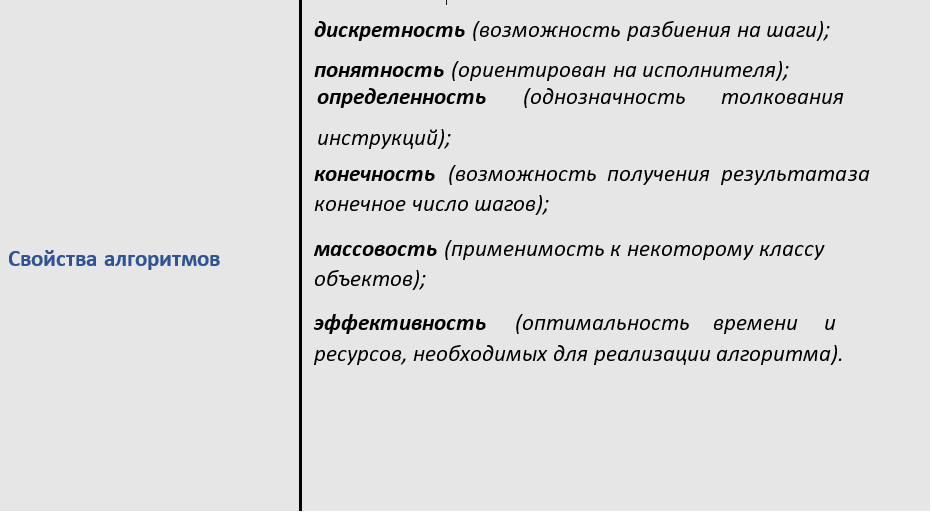 Свойства алгоритмов
дискретность (возможность разбиения на шаги);
понятность (ориентирован на исполнителя);
определенность (однозначность толкования
инструкций);
конечность (возможность получения результатаза
конечное число шагов);
массовость (применимость к некоторому классу
объектов);
эффективность (оптимальность времени и
ресурсов, необходимых для реализации алгоритма).